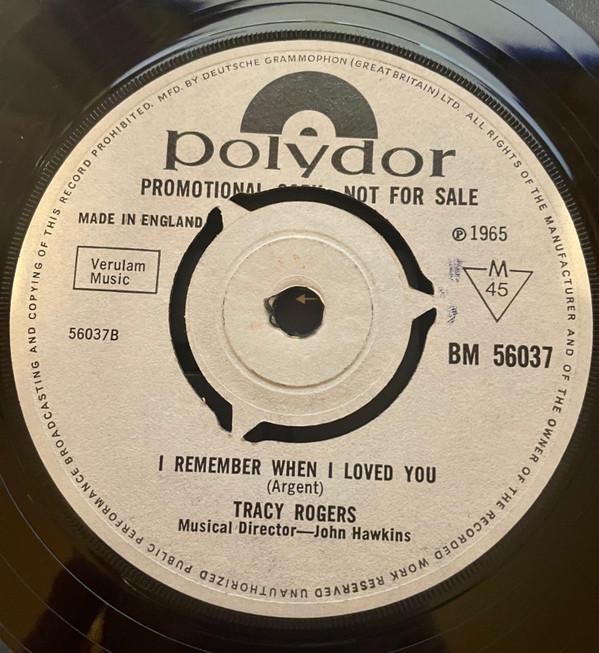 ALL RIGHTS OF THE MANUFACTURER AND OF THE OWNER OF THE RECORDED WORK RESERVED UNAUTHORIZED PUBLIC PERFORMANCE BROADCASTING AND COPYING OF THIS RECORD PROHIBITED. MFD. BY DEUTSCHE GRAMMOPHON (GREAT BRITAIN) LTD.
polydor
PROMOTIONAL NOT FOR SALE
MADE IN ENGLAND
℗ 1965
Verulam
Music
M
45
56037B
BM 56037
I REMEMBER WHEN I LOVED YOU
(Argent)
TRACY ROGERS
Musical Director—John Hawkins